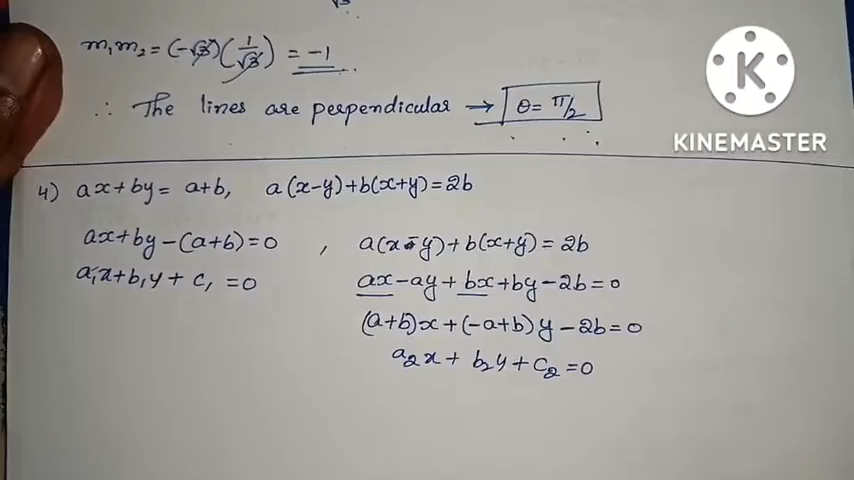 m₁m₂ = (-√3)(1/√3) = -1
∴ The lines are perpendicular → θ = π/2
KINEMASTER
4) ax+by = a+b, a(x-y)+b(x+y)=2b
ax+by-(a+b)=0 , a(x-y)+b(x+y)=2b
a₁x+b₁y+c₁=0 ax-ay+bx+by-2b=0
(a+b)x+(-a+b)y-2b=0
a₂x+b₂y+c₂=0